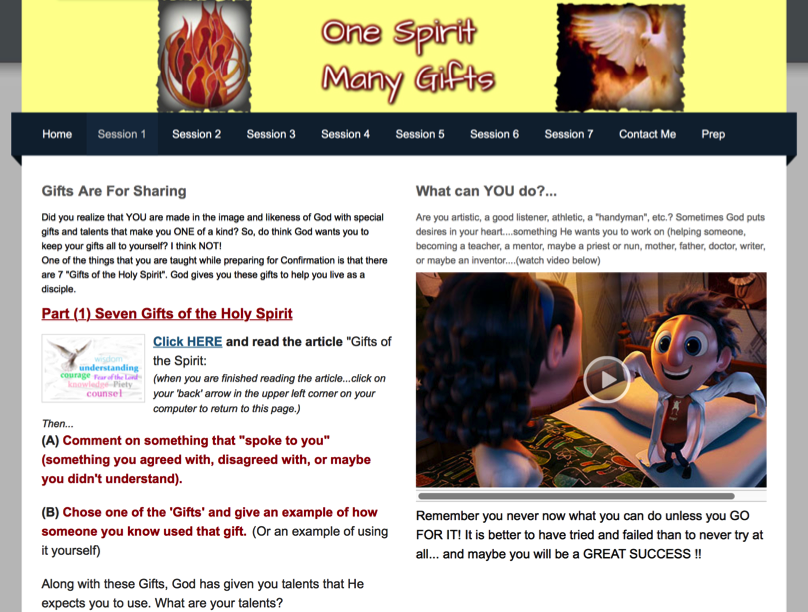 One Spirit
Many Gifts
Home Session 1 Session 2 Session 3 Session 4 Session 5 Session 6 Session 7 Contact Me Prep
Gifts Are For Sharing
Did you realize that YOU are made in the image and likeness of God with special
gifts and talents that make you ONE of a kind? So, do think God wants you to
keep your gifts all to yourself? I think NOT!
One of the things that you are taught while preparing for Confirmation is that there
are 7 "Gifts of the Holy Spirit". God gives you these gifts to help you live as a
disciple.
Part (1) Seven Gifts of the Holy Spirit
wisdom
understanding
courage Fear of the Lord
knowledge Piety
counsel
Click HERE and read the article "Gifts of
the Spirit:
(when you are finished reading the article...click on
your 'back' arrow in the upper left corner on your
computer to return to this page.)
Then...
(A) Comment on something that "spoke to you"
(something you agreed with, disagreed with, or maybe
you didn't understand).
(B) Chose one of the 'Gifts' and give an example of how
someone you know used that gift. (Or an example of using
it yourself)
Along with these Gifts, God has given you talents that He
expects you to use. What are your talents?
What can YOU do?...
Are you artistic, a good listener, athletic, a "handyman", etc.? Sometimes God puts
desires in your heart....something He wants you to work on (helping someone,
becoming a teacher, a mentor, maybe a priest or nun, mother, father, doctor, writer,
or maybe an inventor....(watch video below)
Remember you never now what you can do unless you GO
FOR IT! It is better to have tried and failed than to never try at
all... and maybe you will be a GREAT SUCCESS !!